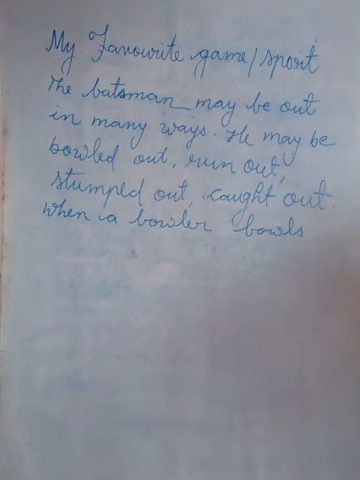 My Favourite game/sport
The batsman may be out
in many ways. He may be
bowled out, run out,
stumped out, caught out.
When a bowler bowls